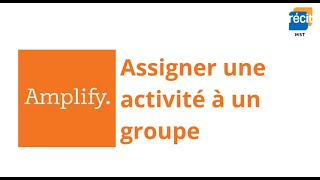 récit
MST
Amplify.
Assigner une
activité à un
groupe